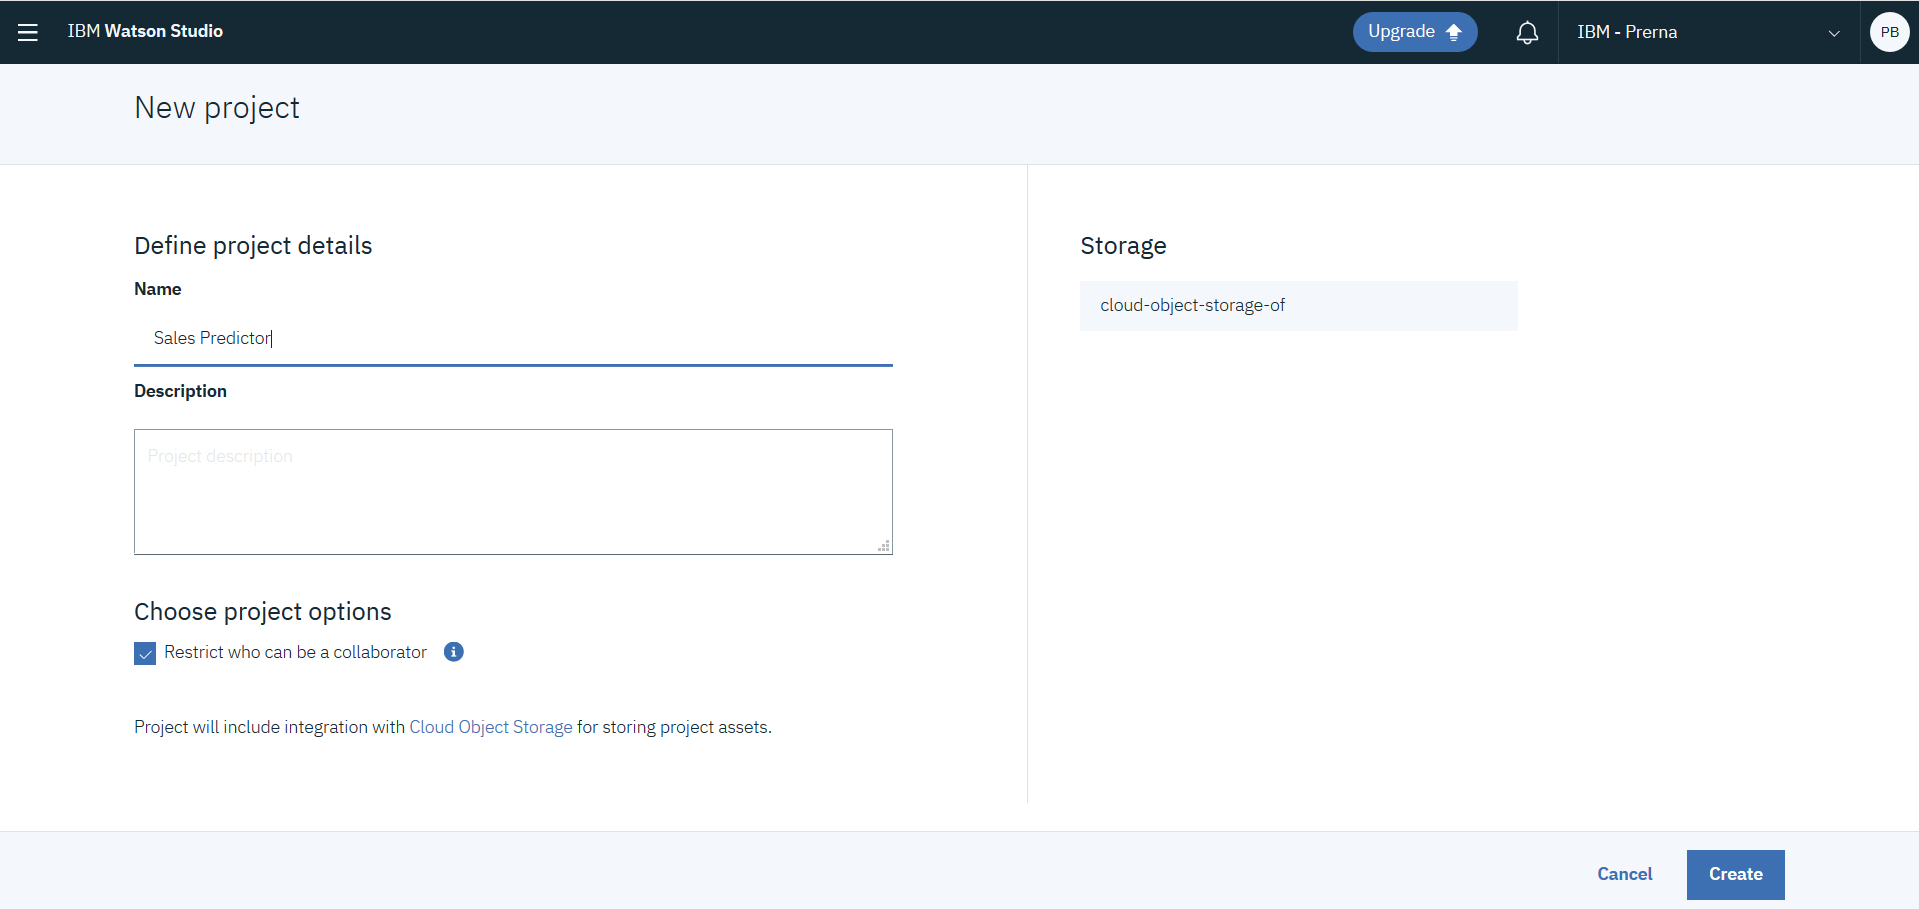 IBM Watson Studio
Upgrade
IBM - Prerna
PB
New project
Define project details
Name
Sales Predictor
Description
Project description
Choose project options
Restrict who can be a collaborator
Project will include integration with Cloud Object Storage for storing project assets.
Storage
cloud-object-storage-of
Cancel
Create